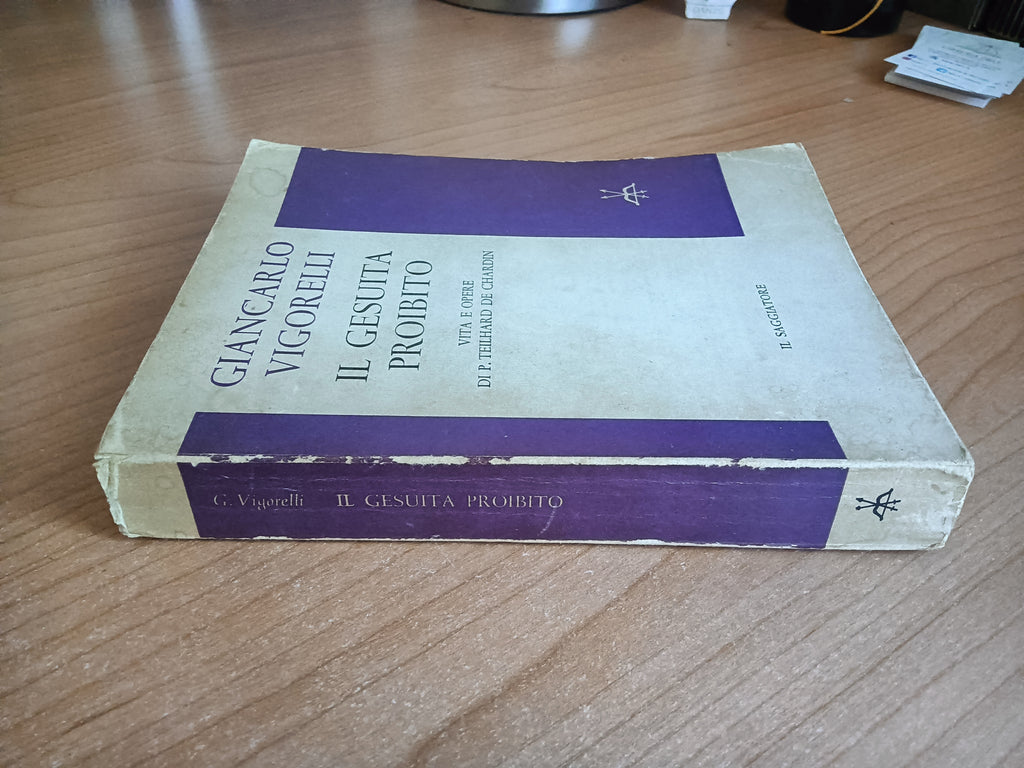 GIANCARLO
VIGORELLI
IL GESUITA
PROIBITO
VITA E OPERE
DI P. TEILHARD DE CHARDIN
IL SAGGIATORE
G. Vigorelli IL GESUITA PROIBITO